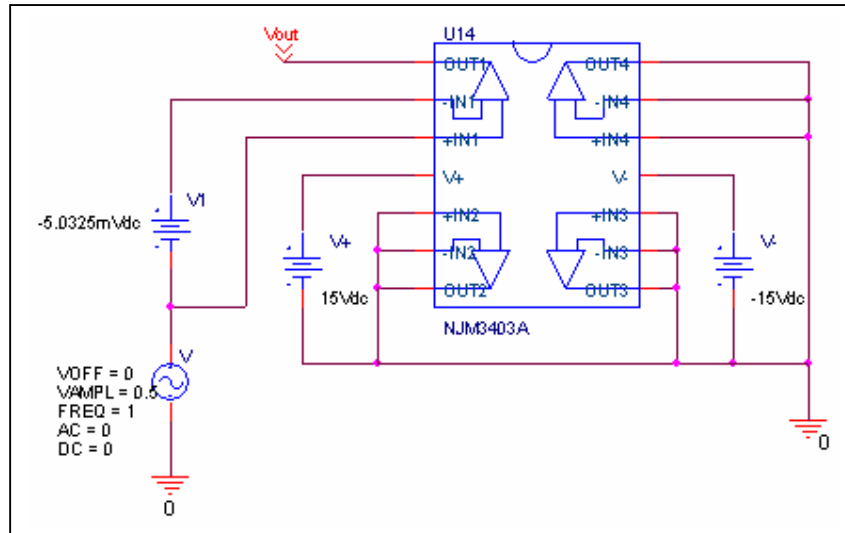 Vout
U14
OUT1
OUT4
-IN1
-IN4
+IN1
+IN4
V+
V-
V1
-5.0325mVdc
+IN2
+IN3
-IN2
-IN3
OUT2
OUT3
V+
15Vdc
V-
-15Vdc
NJM3403A
V
VOFF = 0
VAMPL = 0.5
FREQ = 1
AC = 0
DC = 0
0
0